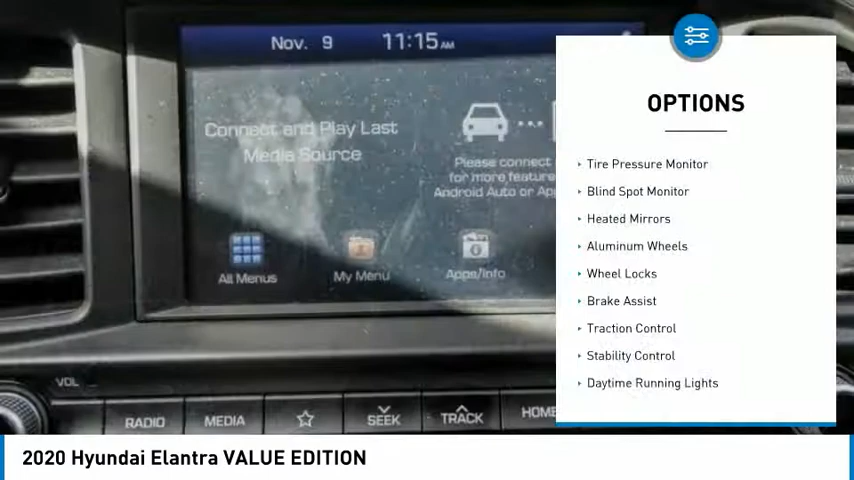 Nov. 9 11:15 AM
Connect and Play Last
Media Source
Please connect
for more feature
Android Auto or Ap
All Menus
My Menu
Apps/Info
VOL
RADIO
MEDIA
SEEK
TRACK
HOME
OPTIONS
Tire Pressure Monitor
Blind Spot Monitor
Heated Mirrors
Aluminum Wheels
Wheel Locks
Brake Assist
Traction Control
Stability Control
Daytime Running Lights
2020 Hyundai Elantra VALUE EDITION